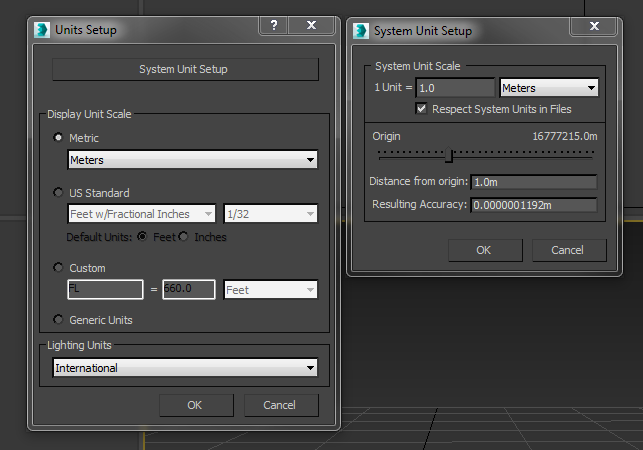 Units Setup
System Unit Setup
Display Unit Scale
Metric
Meters
US Standard
Feet w/Fractional Inches 1/32
Default Units: Feet Inches
Custom
FL = 660.0 Feet
Generic Units
Lighting Units
International
OK Cancel
System Unit Setup
System Unit Scale
1 Unit = 1.0 Meters
Respect System Units in Files
Origin 16777215.0m
Distance from origin: 1.0m
Resulting Accuracy: 0.0000001192m
OK Cancel